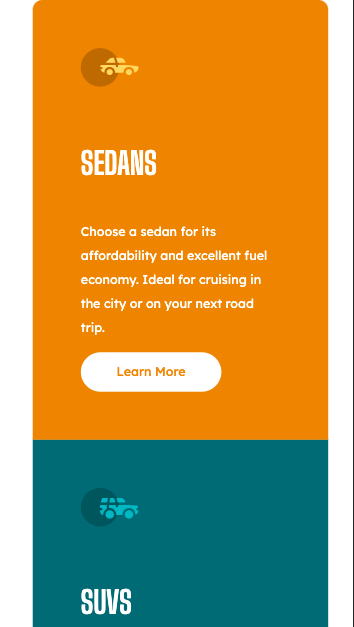 SEDANS
Choose a sedan for its
affordability and excellent fuel
economy. Ideal for cruising in
the city or on your next road
trip.
Learn More
SUVS